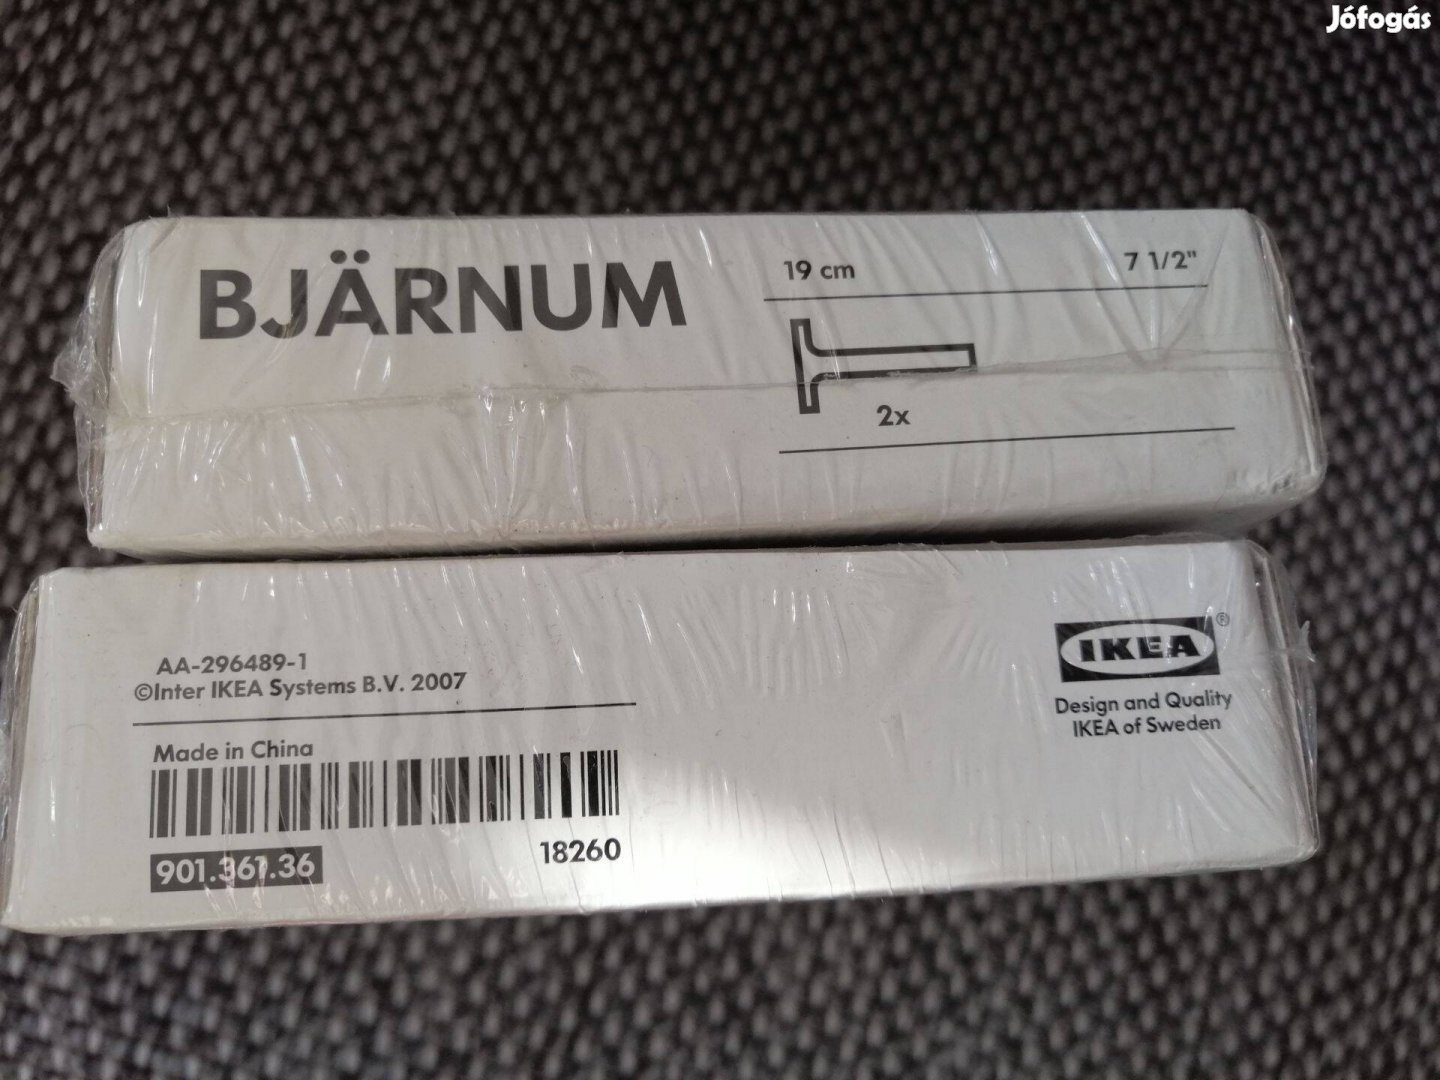 Jófogás
BJÄRNUM
19 cm
7 1/2"
2x
AA-296489-1
©Inter IKEA Systems B.V. 2007
Made in China
901.361.36
18260
IKEA®
Design and Quality
IKEA of Sweden